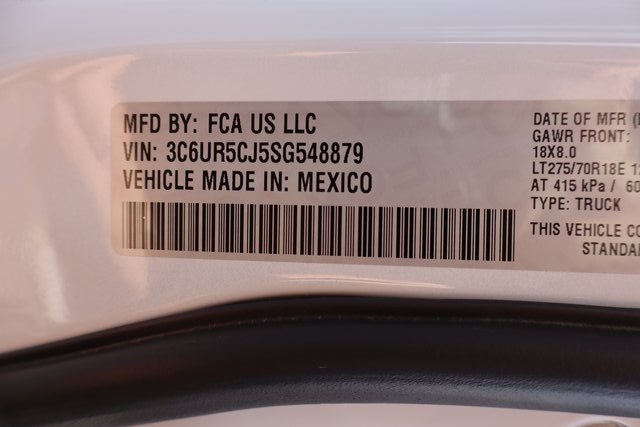 MFD BY: FCA US LLC
VIN: 3C6UR5CJ5SG548879
VEHICLE MADE IN: MEXICO
DATE OF MFR
GAWR FRONT:
18X8.0
LT275/70R18E
AT 415 kPa / 60
TYPE: TRUCK
THIS VEHICLE